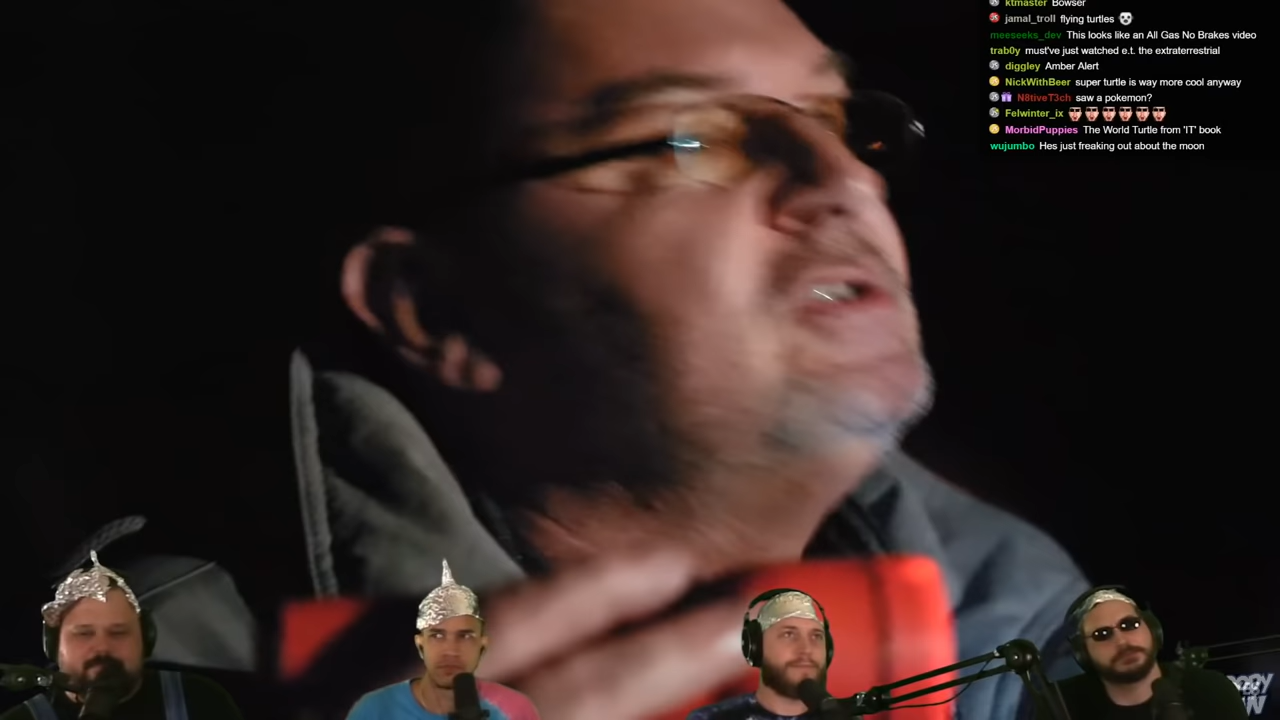 ktmaster Bowser
jamal_troll flying turtles
meeseeks_dev This looks like an All Gas No Brakes video
trab0y must've just watched e.t. the extraterrestrial
diggley Amber Alert
NickWithBeer super turtle is way more cool anyway
N8tiveT3ch saw a pokemon?
Felwinter_ix
MorbidPuppies The World Turtle from 'IT' book
wujumbo Hes just freaking out about the moon